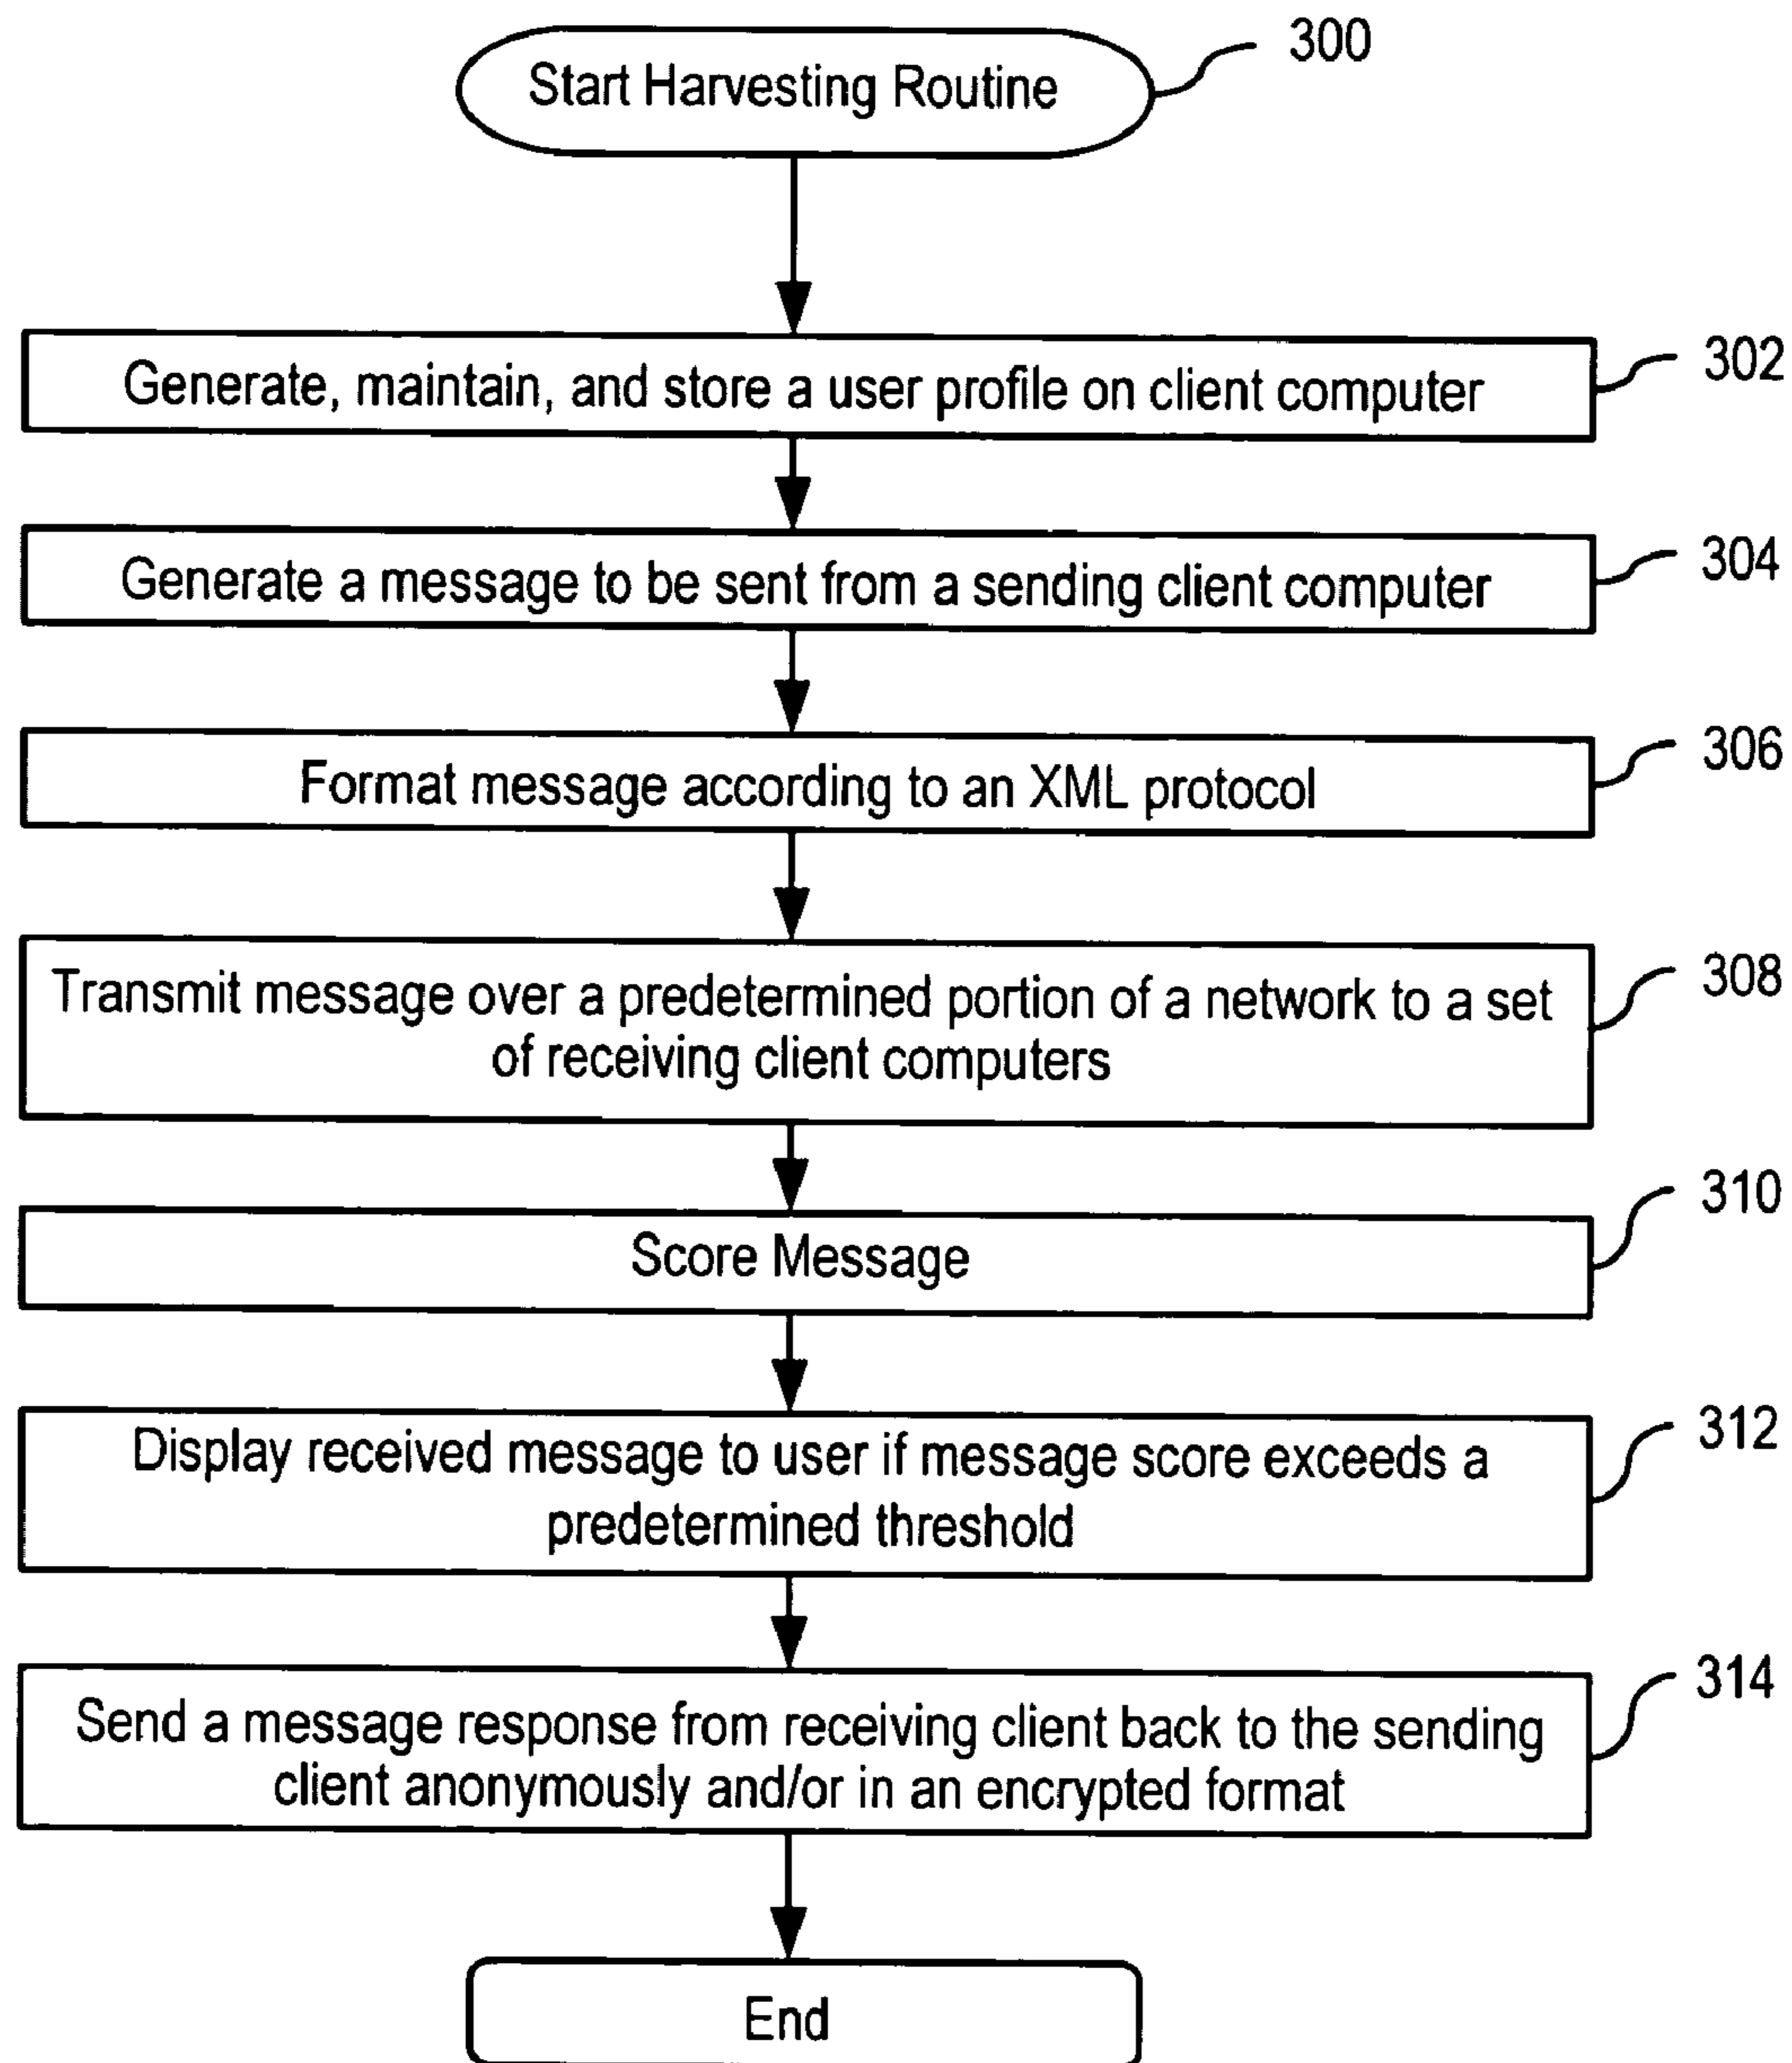 Start Harvesting Routine
300
Generate, maintain, and store a user profile on client computer
302
Generate a message to be sent from a sending client computer
304
Format message according to an XML protocol
306
Transmit message over a predetermined portion of a network to a set
of receiving client computers
308
Score Message
310
Display received message to user if message score exceeds a
predetermined threshold
312
Send a message response from receiving client back to the sending
client anonymously and/or in an encrypted format
314
End